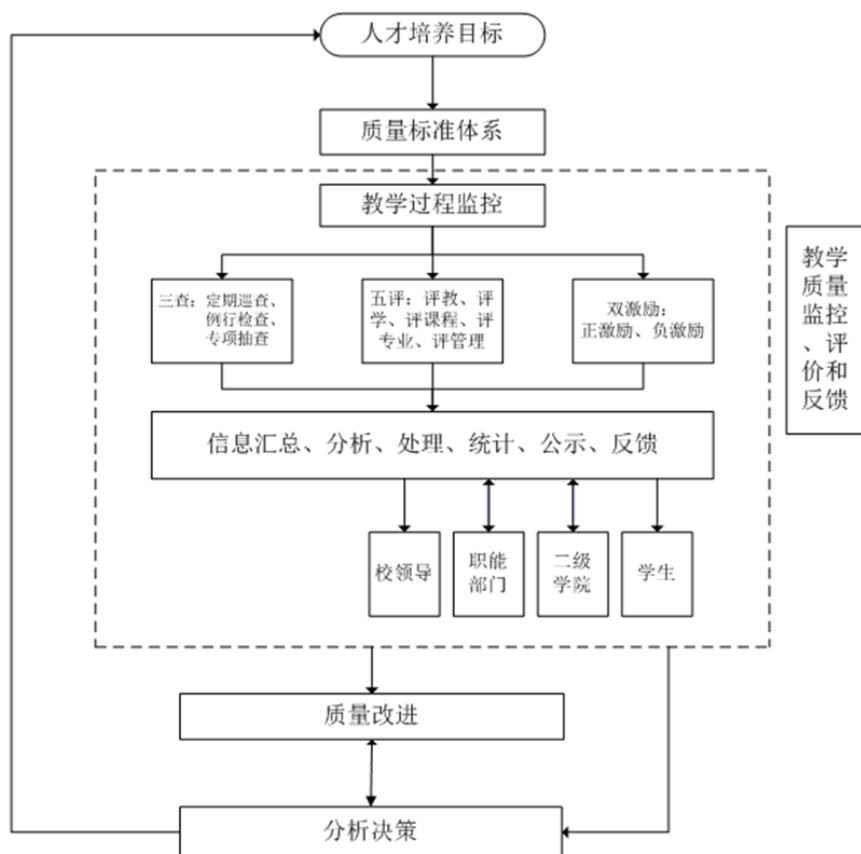 人才培养目标
质量标准体系
教学过程监控
三查：定期巡查、
例行检查、
专项抽查
五评：评教、评
学、评课程、评
专业、评管理
双激励：
正激励、负激励
教学
质量
监控
、评
价和
反馈
信息汇总、分析、处理、统计、公示、反馈
校领导
职能
部门
二级
学院
学生
质量改进
分析决策